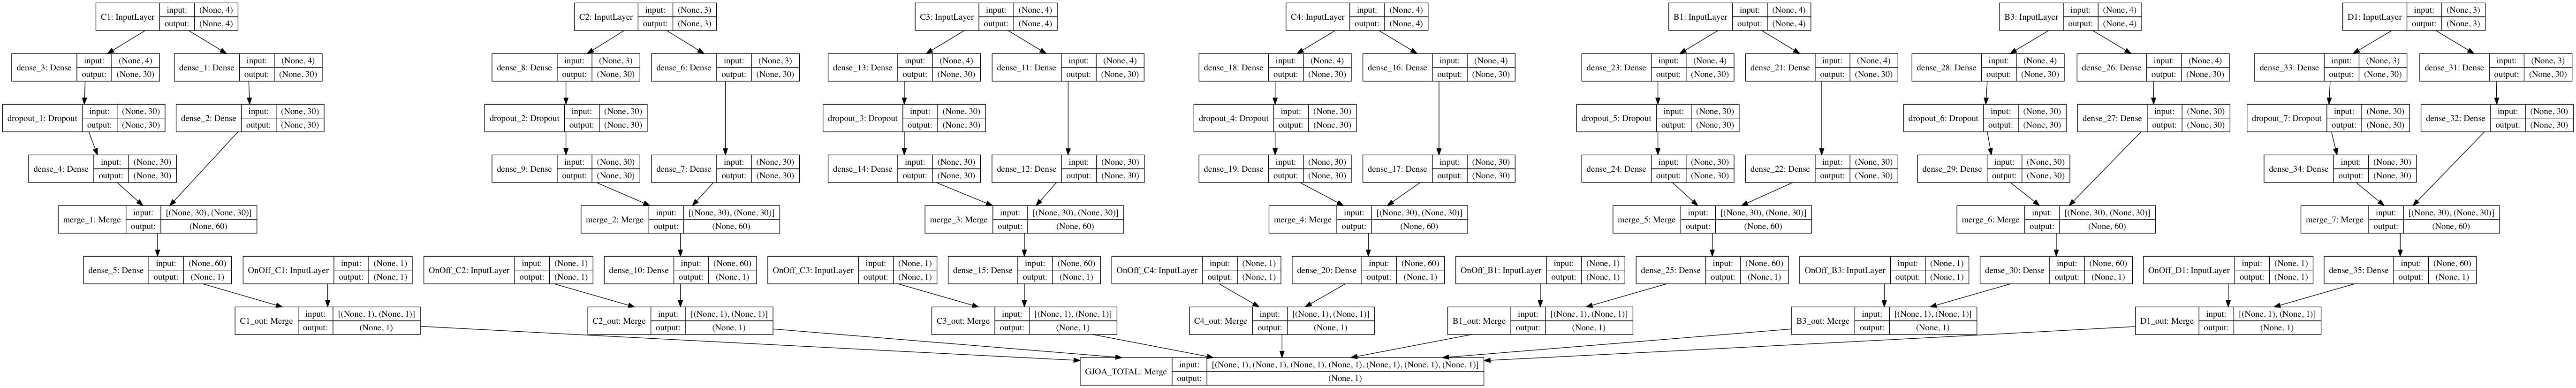 C1: InputLayer input: (None, 4) output: (None, 4)
C2: InputLayer input: (None, 3) output: (None, 3)
C3: InputLayer input: (None, 4) output: (None, 4)
C4: InputLayer input: (None, 4) output: (None, 4)
B1: InputLayer input: (None, 4) output: (None, 4)
B3: InputLayer input: (None, 4) output: (None, 4)
D1: InputLayer input: (None, 3) output: (None, 3)
dense_3: Dense input: (None, 4) output: (None, 30)
dense_1: Dense input: (None, 4) output: (None, 30)
dense_8: Dense input: (None, 3) output: (None, 30)
dense_6: Dense input: (None, 3) output: (None, 30)
dense_13: Dense input: (None, 4) output: (None, 30)
dense_11: Dense input: (None, 4) output: (None, 30)
dense_18: Dense input: (None, 4) output: (None, 30)
dense_16: Dense input: (None, 4) output: (None, 30)
dense_23: Dense input: (None, 4) output: (None, 30)
dense_21: Dense input: (None, 4) output: (None, 30)
dense_28: Dense input: (None, 4) output: (None, 30)
dense_26: Dense input: (None, 4) output: (None, 30)
dense_33: Dense input: (None, 3) output: (None, 30)
dense_31: Dense input: (None, 3) output: (None, 30)
dropout_1: Dropout input: (None, 30) output: (None, 30)
dense_2: Dense input: (None, 30) output: (None, 30)
dropout_2: Dropout input: (None, 30) output: (None, 30)
dropout_3: Dropout input: (None, 30) output: (None, 30)
dropout_4: Dropout input: (None, 30) output: (None, 30)
dropout_5: Dropout input: (None, 30) output: (None, 30)
dropout_6: Dropout input: (None, 30) output: (None, 30)
dense_27: Dense input: (None, 30) output: (None, 30)
dropout_7: Dropout input: (None, 30) output: (None, 30)
dense_32: Dense input: (None, 30) output: (None, 30)
dense_4: Dense input: (None, 30) output: (None, 30)
dense_9: Dense input: (None, 30) output: (None, 30)
dense_7: Dense input: (None, 30) output: (None, 30)
dense_14: Dense input: (None, 30) output: (None, 30)
dense_12: Dense input: (None, 30) output: (None, 30)
dense_19: Dense input: (None, 30) output: (None, 30)
dense_17: Dense input: (None, 30) output: (None, 30)
dense_24: Dense input: (None, 30) output: (None, 30)
dense_22: Dense input: (None, 30) output: (None, 30)
dense_29: Dense input: (None, 30) output: (None, 30)
dense_34: Dense input: (None, 30) output: (None, 30)
merge_1: Merge input: [(None, 30), (None, 30)] output: (None, 60)
merge_2: Merge input: [(None, 30), (None, 30)] output: (None, 60)
merge_3: Merge input: [(None, 30), (None, 30)] output: (None, 60)
merge_4: Merge input: [(None, 30), (None, 30)] output: (None, 60)
merge_5: Merge input: [(None, 30), (None, 30)] output: (None, 60)
merge_6: Merge input: [(None, 30), (None, 30)] output: (None, 60)
merge_7: Merge input: [(None, 30), (None, 30)] output: (None, 60)
dense_5: Dense input: (None, 60) output: (None, 1)
OnOff_C1: InputLayer input: (None, 1) output: (None, 1)
OnOff_C2: InputLayer input: (None, 1) output: (None, 1)
dense_10: Dense input: (None, 60) output: (None, 1)
OnOff_C3: InputLayer input: (None, 1) output: (None, 1)
dense_15: Dense input: (None, 60) output: (None, 1)
OnOff_C4: InputLayer input: (None, 1) output: (None, 1)
dense_20: Dense input: (None, 60) output: (None, 1)
OnOff_B1: InputLayer input: (None, 1) output: (None, 1)
dense_25: Dense input: (None, 60) output: (None, 1)
OnOff_B3: InputLayer input: (None, 1) output: (None, 1)
dense_30: Dense input: (None, 60) output: (None, 1)
OnOff_D1: InputLayer input: (None, 1) output: (None, 1)
dense_35: Dense input: (None, 60) output: (None, 1)
C1_out: Merge input: [(None, 1), (None, 1)] output: (None, 1)
C2_out: Merge input: [(None, 1), (None, 1)] output: (None, 1)
C3_out: Merge input: [(None, 1), (None, 1)] output: (None, 1)
C4_out: Merge input: [(None, 1), (None, 1)] output: (None, 1)
B1_out: Merge input: [(None, 1), (None, 1)] output: (None, 1)
B3_out: Merge input: [(None, 1), (None, 1)] output: (None, 1)
D1_out: Merge input: [(None, 1), (None, 1)] output: (None, 1)
GJOA_TOTAL: Merge input: [(None, 1), (None, 1), (None, 1), (None, 1), (None, 1), (None, 1), (None, 1)] output: (None, 1)